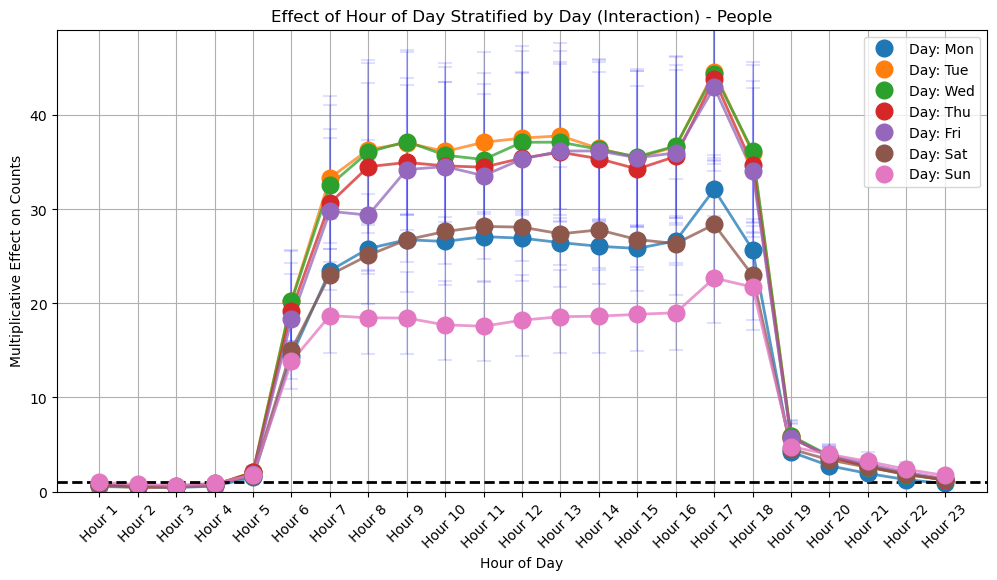 Effect of Hour of Day Stratified by Day (Interaction) - People
Multiplicative Effect on Counts
40
30
20
10
0
Day: Mon
Day: Tue
Day: Wed
Day: Thu
Day: Fri
Day: Sat
Day: Sun
Hour 1
Hour 2
Hour 3
Hour 4
Hour 5
Hour 6
Hour 7
Hour 8
Hour 9
Hour 10
Hour 11
Hour 12
Hour 13
Hour 14
Hour 15
Hour 16
Hour 17
Hour 18
Hour 19
Hour 20
Hour 21
Hour 22
Hour 23
Hour of Day